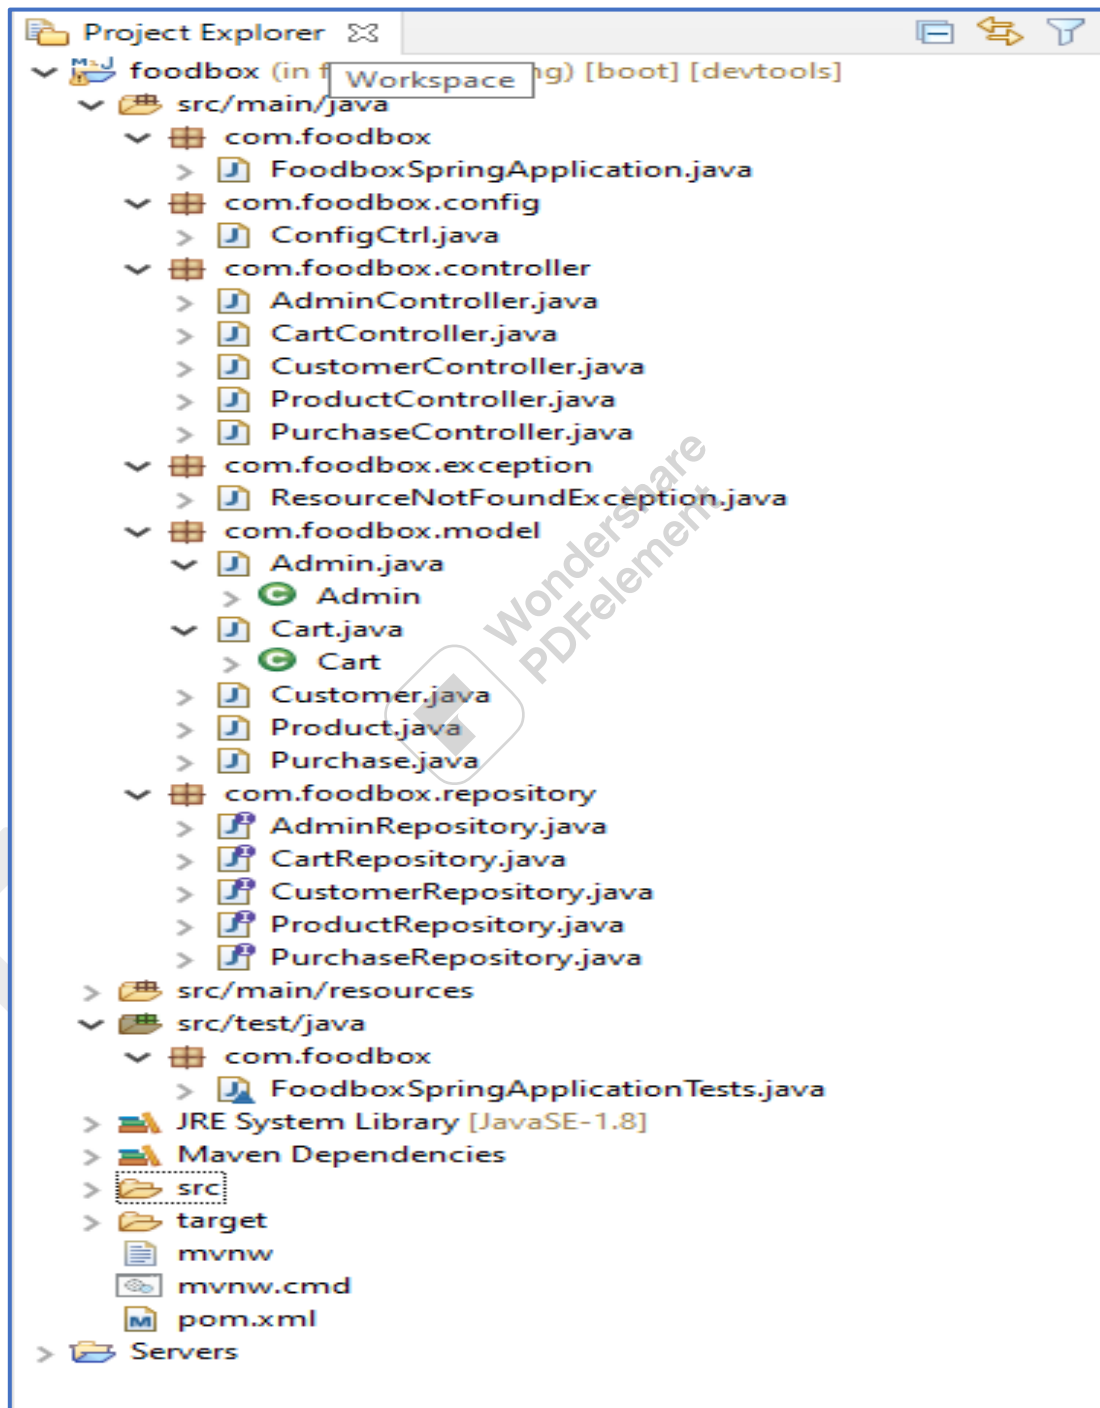 Project Explorer
foodbox (in f
Workspace
ng) [boot] [devtools]
src/main/java
com.foodbox
FoodboxSpringApplication.java
com.foodbox.config
ConfigCtrl.java
com.foodbox.controller
AdminController.java
CartController.java
CustomerController.java
ProductController.java
PurchaseController.java
com.foodbox.exception
ResourceNotFoundException.java
com.foodbox.model
Admin.java
Admin
Cart.java
Cart
Customer.java
Product.java
Purchase.java
com.foodbox.repository
AdminRepository.java
CartRepository.java
CustomerRepository.java
ProductRepository.java
PurchaseRepository.java
src/main/resources
src/test/java
com.foodbox
FoodboxSpringApplicationTests.java
JRE System Library [JavaSE-1.8]
Maven Dependencies
src
target
mvnw
mvnw.cmd
pom.xml
Servers
Wondershare
PDFelement